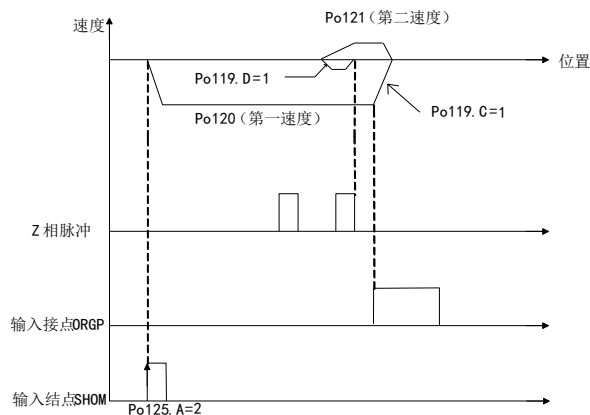 Po121(第二速度)
速度
位置
Po119.D=1
Po120(第一速度)
Po119.C=1
Z 相脉冲
输入接点ORGP
输入结点SHOM
Po125.A=2